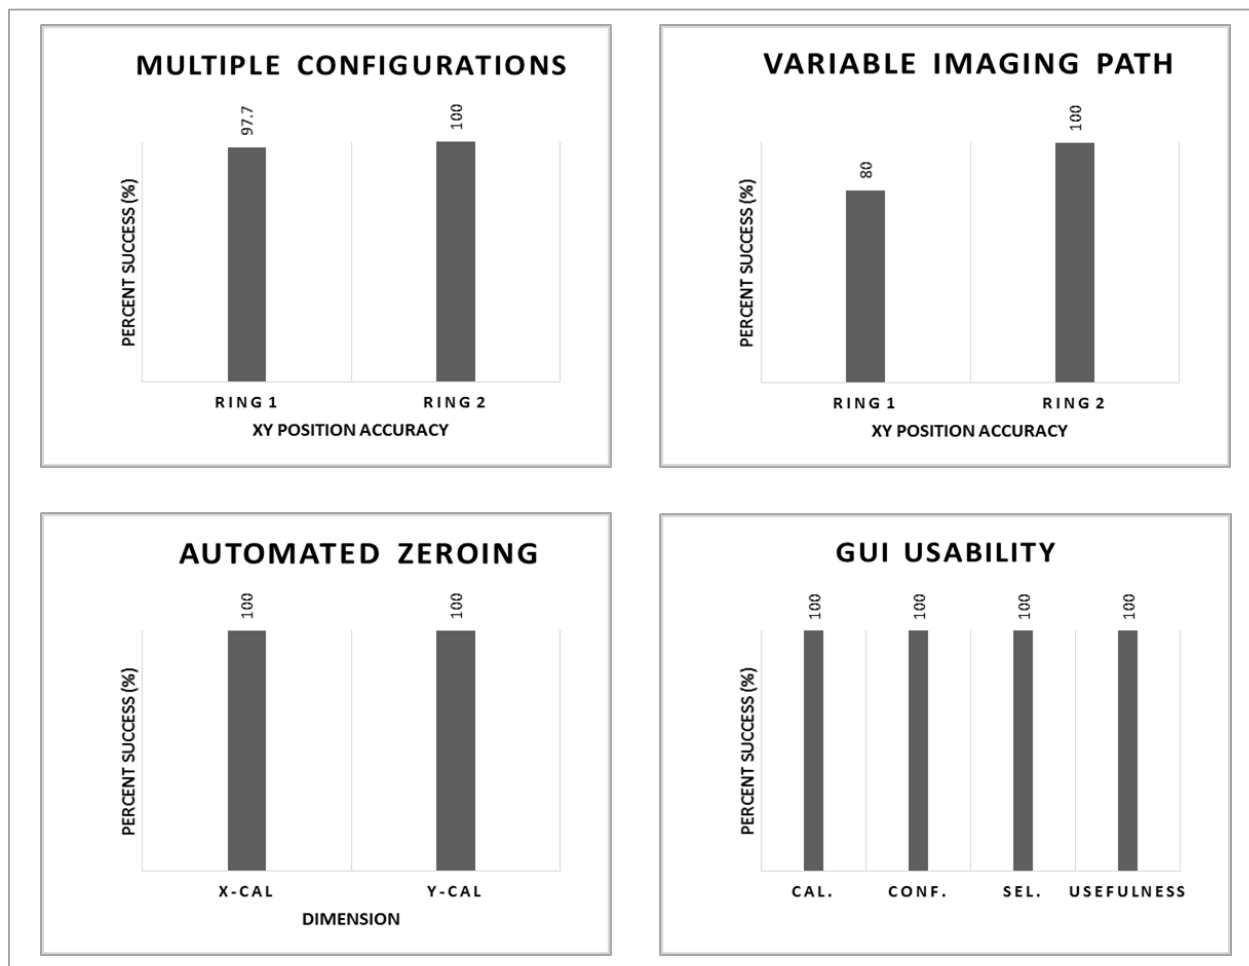 MULTIPLE CONFIGURATIONS
97.7
100
PERCENT SUCCESS (%)
RING 1
RING 2
XY POSITION ACCURACY
VARIABLE IMAGING PATH
80
100
PERCENT SUCCESS (%)
RING 1
RING 2
XY POSITION ACCURACY
AUTOMATED ZEROING
100
100
PERCENT SUCCESS (%)
X-CAL
Y-CAL
DIMENSION
GUI USABILITY
100
100
100
100
PERCENT SUCCESS (%)
CAL.
CONF.
SEL.
USEFULNESS